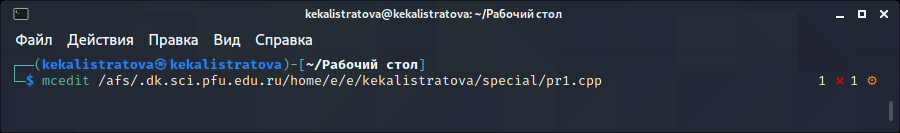 kekalistratova@kekalistratova: ~/Рабочий стол
Файл Действия Правка Вид Справка
┌──(kekalistratova㉿kekalistratova)-[~/Рабочий стол]
└─$ mcedit /afs/.dk.sci.pfu.edu.ru/home/e/e/kekalistratova/special/pr1.cpp 1 ⨯ 1 ⚙